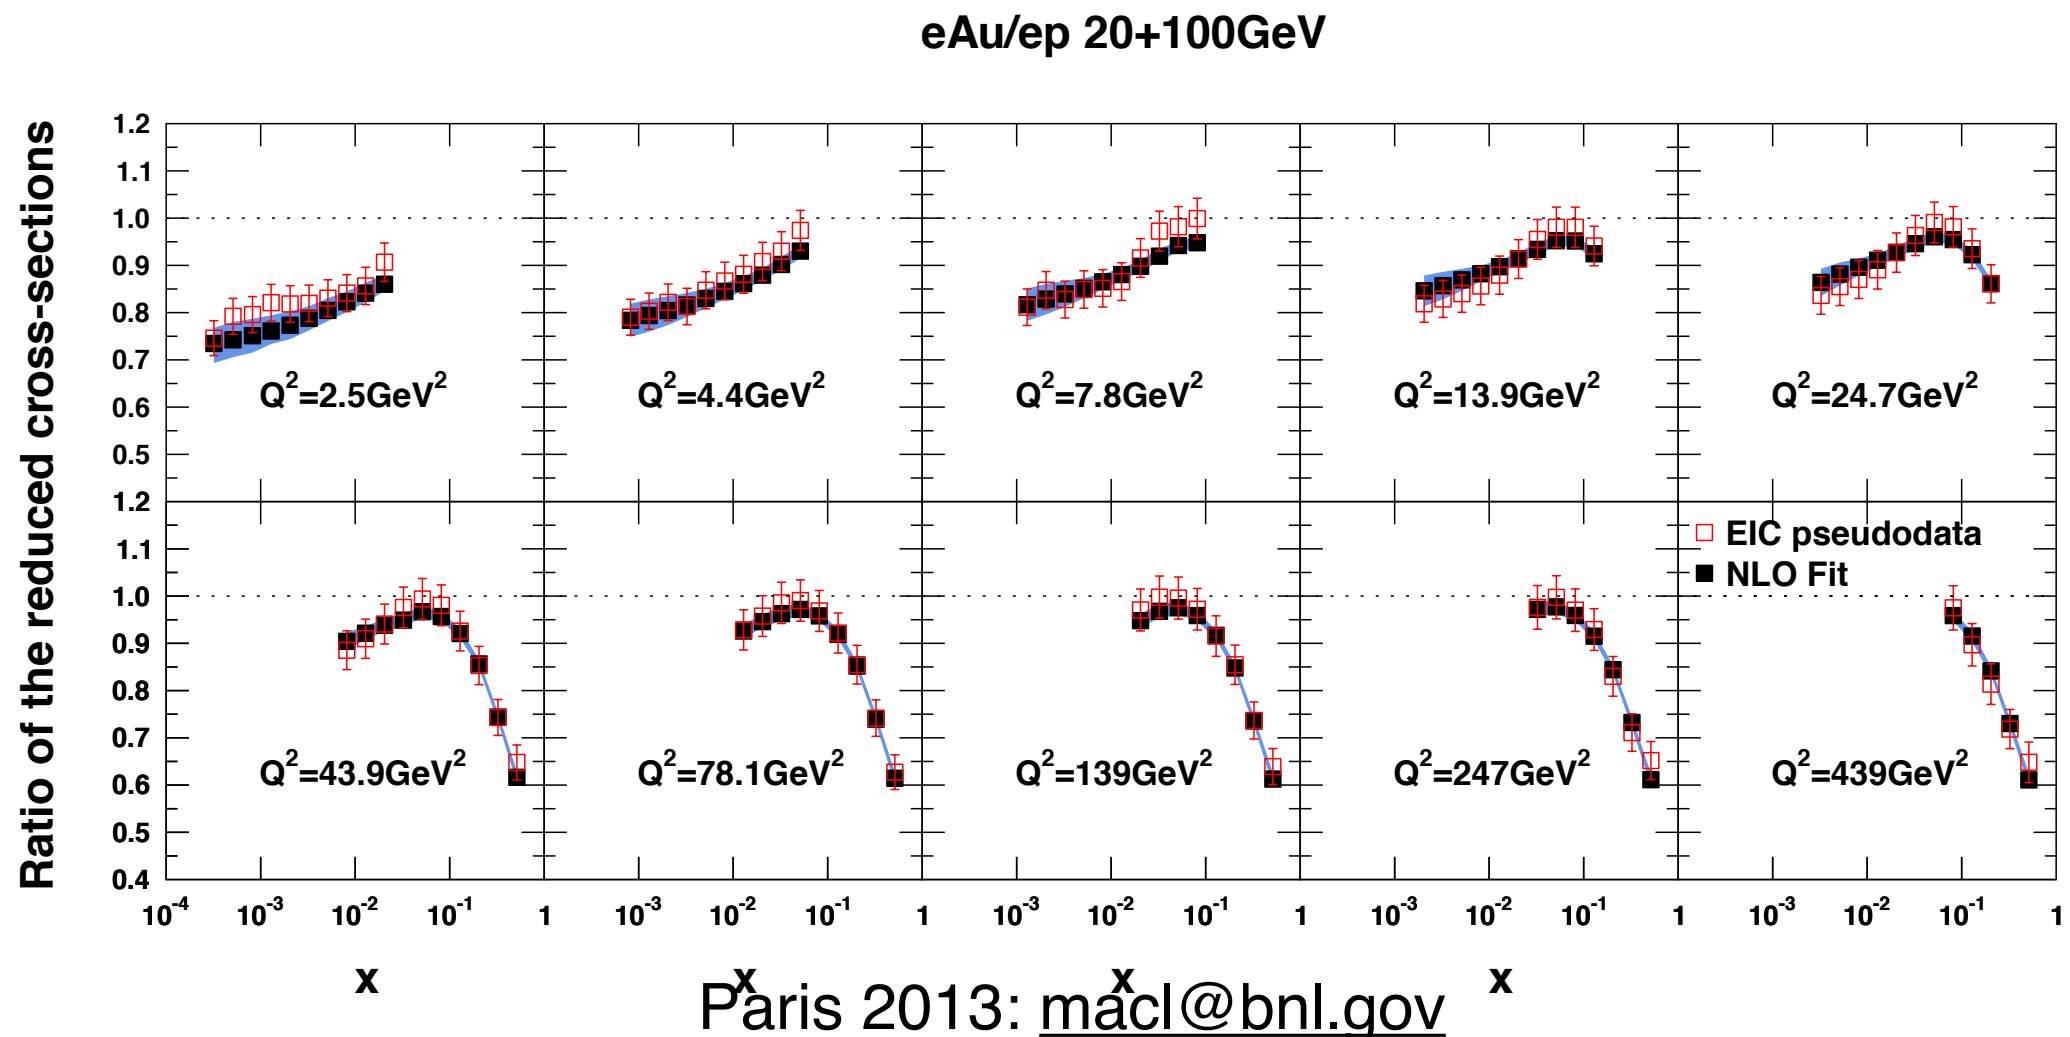 eAu/ep 20+100GeV
Ratio of the reduced cross-sections
1.2
1.1
1.0
0.9
0.8
0.7
0.6
0.5
Q²=2.5GeV²
Q²=4.4GeV²
Q²=7.8GeV²
Q²=13.9GeV²
Q²=24.7GeV²
1.2
1.1
1.0
0.9
0.8
0.7
0.6
0.5
0.4
EIC pseudodata
NLO Fit
Q²=43.9GeV²
Q²=78.1GeV²
Q²=139GeV²
Q²=247GeV²
Q²=439GeV²
10⁻⁴ 10⁻³ 10⁻² 10⁻¹ 1 10⁻³ 10⁻² 10⁻¹ 1 10⁻³ 10⁻² 10⁻¹ 1 10⁻³ 10⁻² 10⁻¹ 1 10⁻³ 10⁻² 10⁻¹ 1
x x x x
Paris 2013: macl@bnl.gov